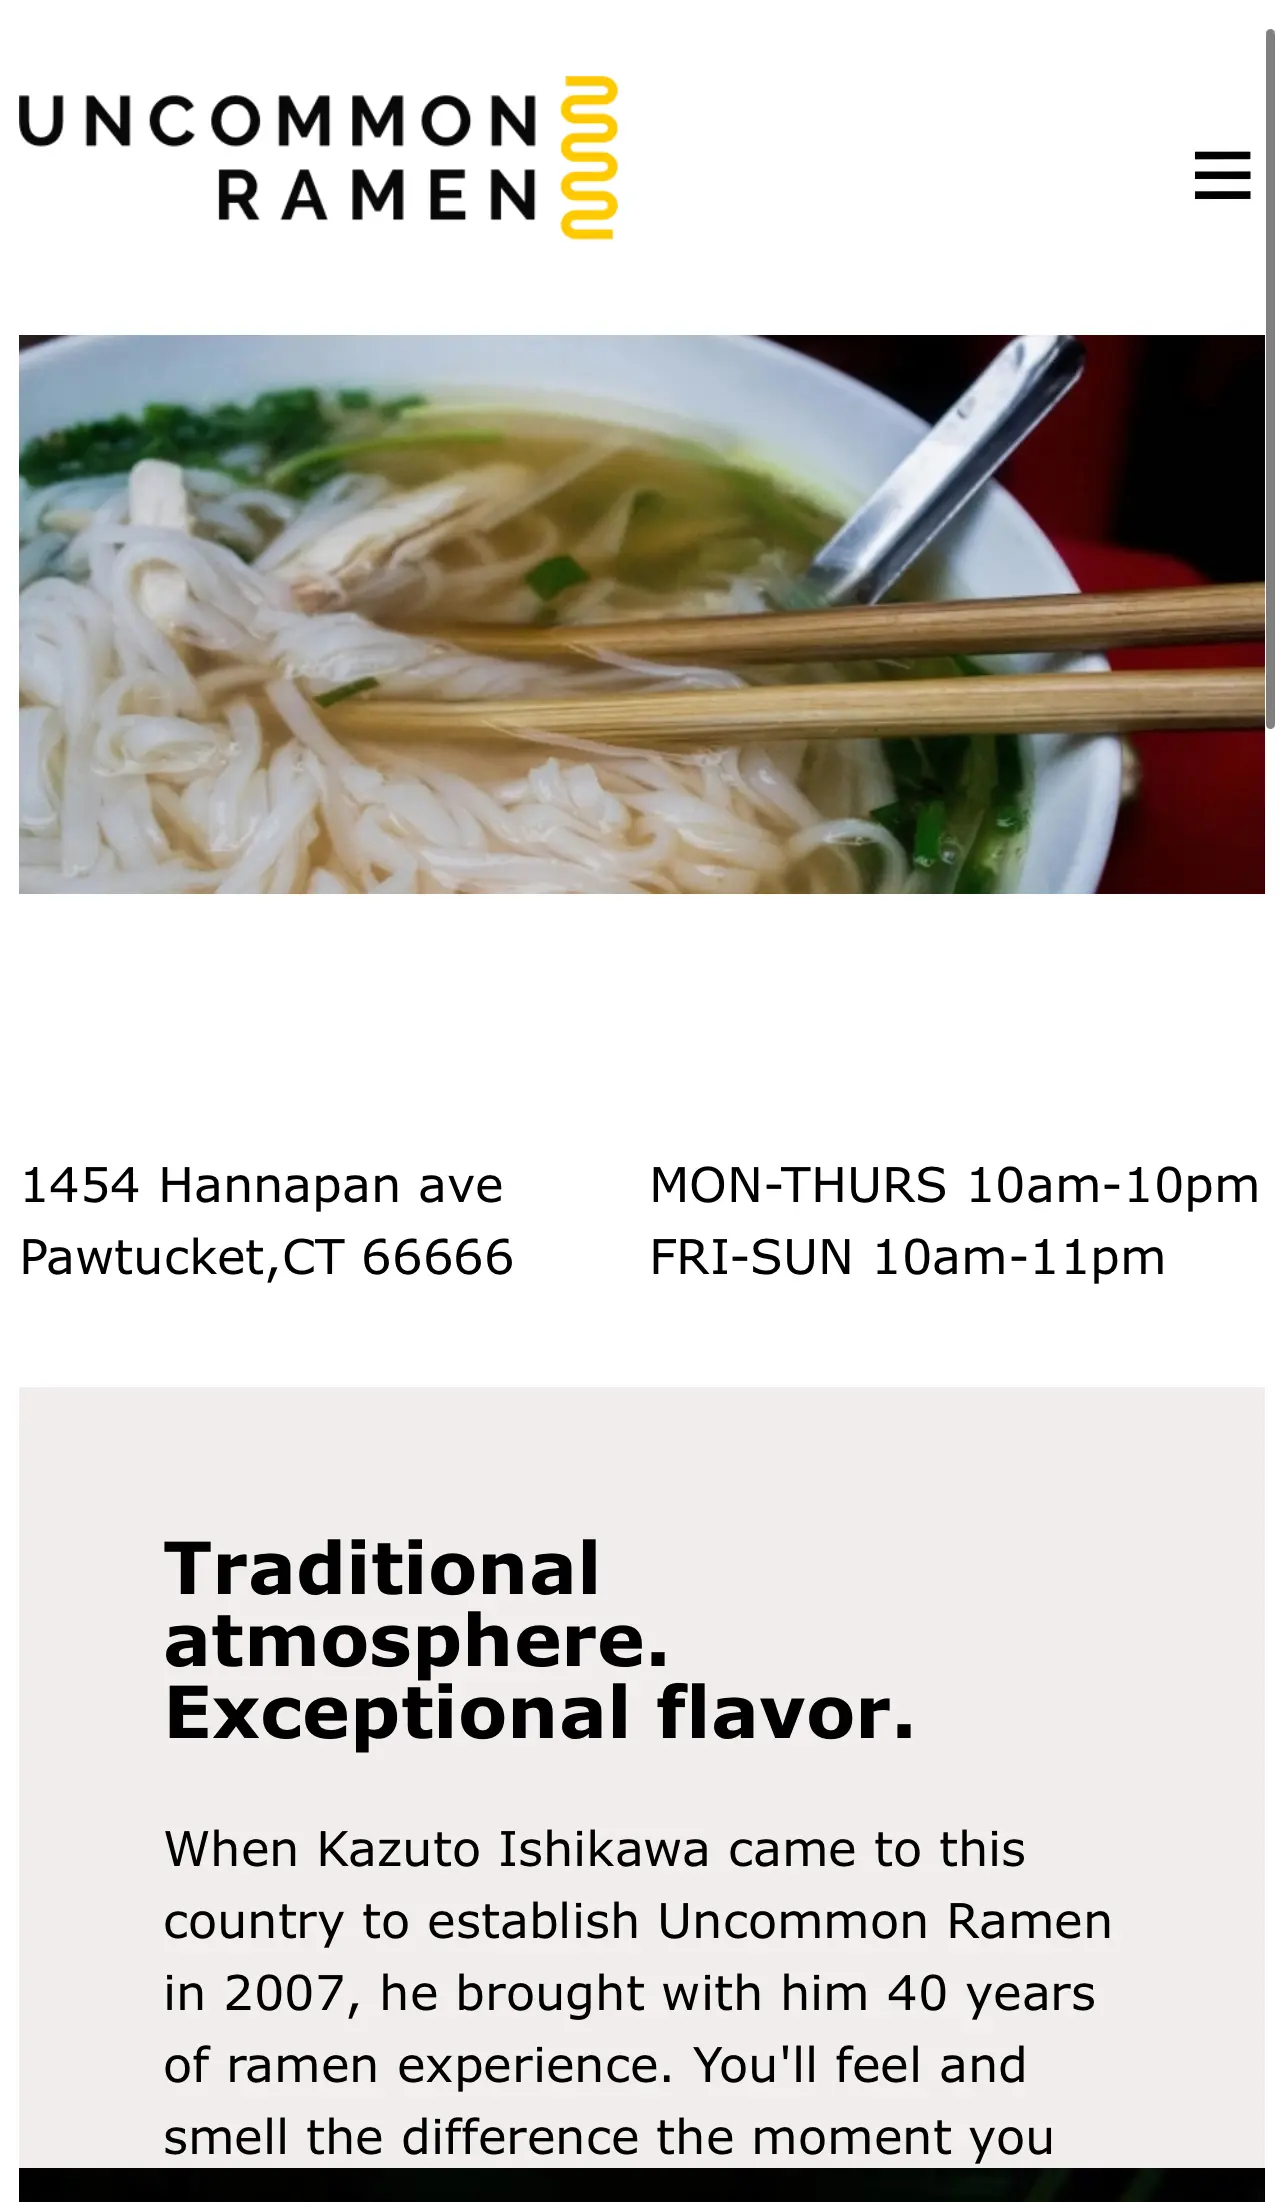 UNCOMMON
RAMEN
1454 Hannapan ave
Pawtucket,CT 66666
MON-THURS 10am-10pm
FRI-SUN 10am-11pm
Traditional
atmosphere.
Exceptional flavor.
When Kazuto Ishikawa came to this
country to establish Uncommon Ramen
in 2007, he brought with him 40 years
of ramen experience. You'll feel and
smell the difference the moment you